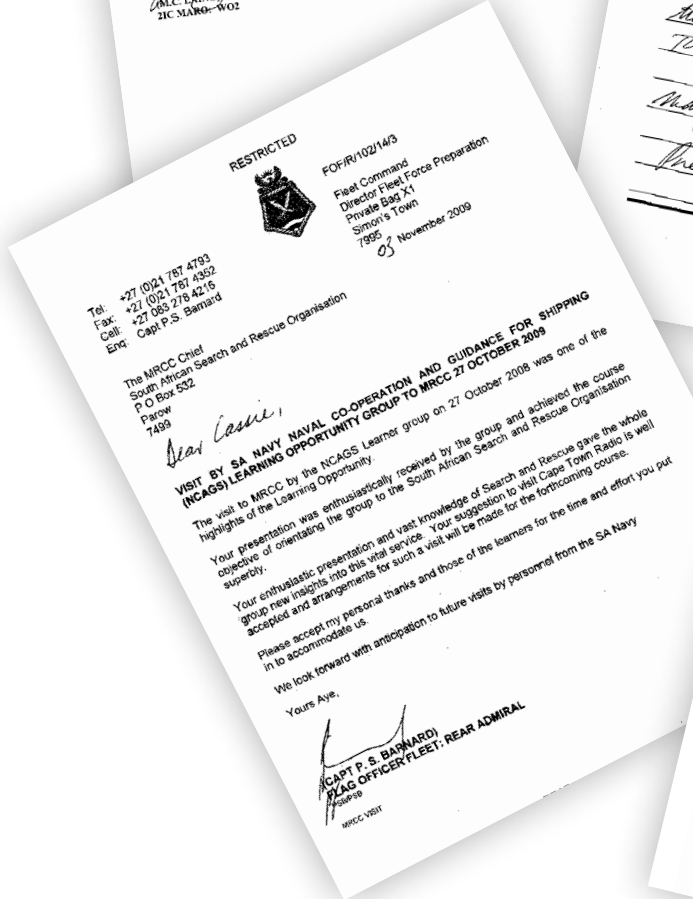 2IC MARO: WO2
RESTRICTED
FOF/R/102/14/3
Fleet Command
Director Fleet Force Preparation
Private Bag X1
Simon's Town
7995
03 November 2009
Tel: +27 (0)21 787 4793
Fax: +27 (0)21 787 4352
Cell: +27 083 278 4216
Enq: Capt P.S. Barnard
The MRCC Chief
South African Search and Rescue Organisation
P O Box 532
Parow
7499
Dear Cassie,
VISIT BY SA NAVY NAVAL CO-OPERATION AND GUIDANCE FOR SHIPPING
(NCAGS) LEARNING OPPORTUNITY GROUP TO MRCC 27 OCTOBER 2009
The visit to MRCC by the NCAGS Learner group on 27 October 2008 was one of the
highlights of the Learning Opportunity.
Your presentation was enthusiastically received by the group and achieved the course
objective of orientating the group to the South African Search and Rescue Organisation
superbly.
Your enthusiastic presentation and vast knowledge of Search and Rescue gave the whole
group new insights into this vital service. Your suggestion to visit Cape Town Radio is well
accepted and arrangements for such a visit will be made for the forthcoming course.
Please accept my personal thanks and those of the learners for the time and effort you put
in to accommodate us.
We look forward with anticipation to future visits by personnel from the SA Navy
Yours Aye,
(CAPT P. S. BARNARD)
FLAG OFFICER FLEET: REAR ADMIRAL
PSB/PSB
MRCC VISIT